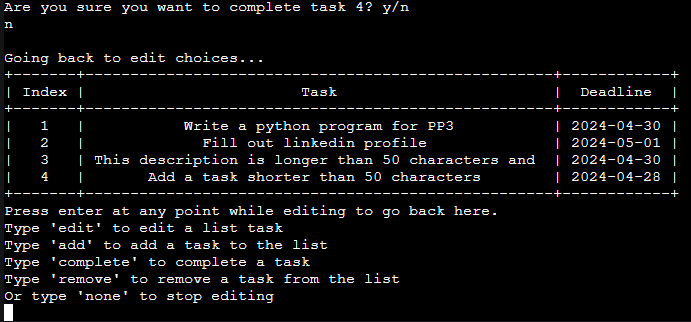 Are you sure you want to complete task 4? y/n
n
Going back to edit choices...
+-------+--------------------------------------------------+------------+
| Index |                       Task                       |  Deadline  |
+-------+--------------------------------------------------+------------+
|   1   |           Write a python program for PP3          | 2024-04-30 |
|   2   |             Fill out linkedin profile             | 2024-05-01 |
|   3   | This description is longer than 50 characters and  | 2024-04-30 |
|   4   |       Add a task shorter than 50 characters       | 2024-04-28 |
+-------+--------------------------------------------------+------------+
Press enter at any point while editing to go back here.
Type 'edit' to edit a list task
Type 'add' to add a task to the list
Type 'complete' to complete a task
Type 'remove' to remove a task from the list
Or type 'none' to stop editing